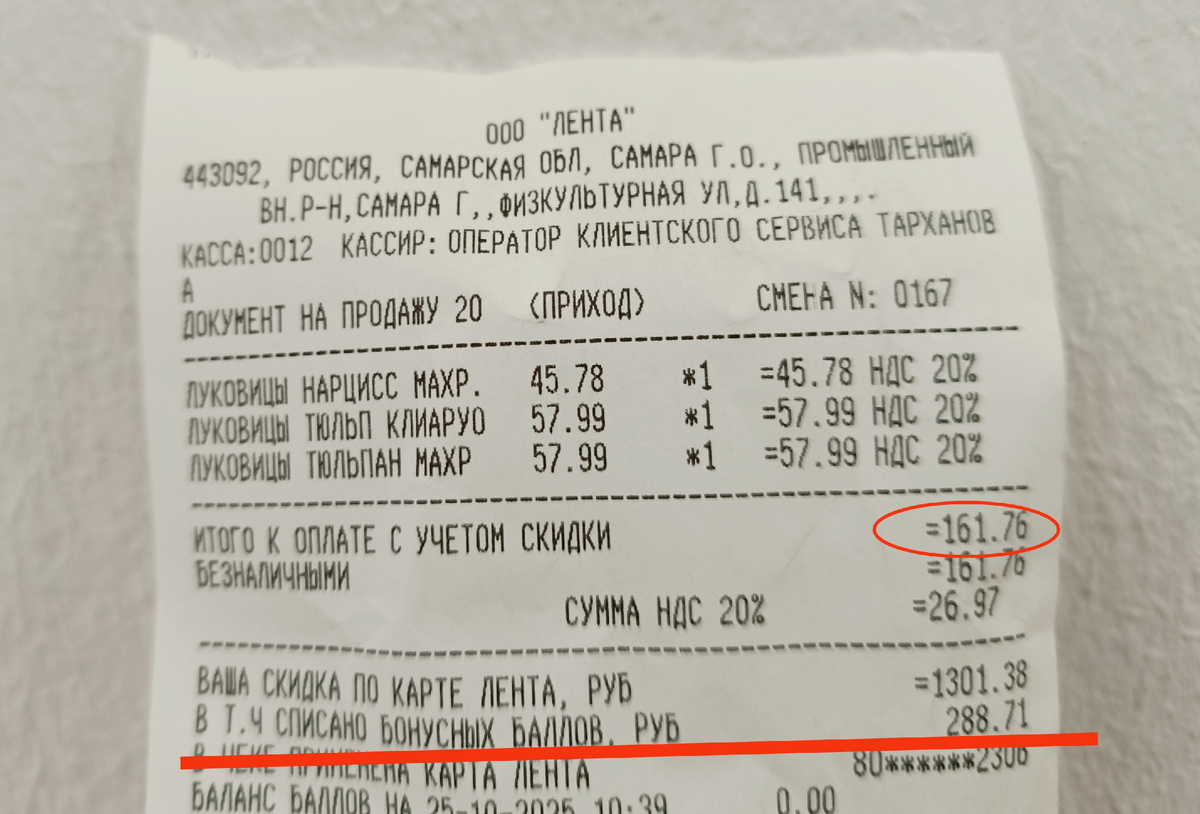 ООО "ЛЕНТА"
443092, РОССИЯ, САМАРСКАЯ ОБЛ, САМАРА Г.О., ПРОМЫШЛЕННЫЙ
ВН.Р-Н,САМАРА Г,,ФИЗКУЛЬТУРНАЯ УЛ,Д.141,,,.
КАССА:0012 КАССИР: ОПЕРАТОР КЛИЕНТСКОГО СЕРВИСА ТАРХАНОВ
А
ДОКУМЕНТ НА ПРОДАЖУ 20 (ПРИХОД) СМЕНА N: 0167
ЛУКОВИЦЫ НАРЦИСС МАХР. 45.78 *1 =45.78 НДС 20%
ЛУКОВИЦЫ ТЮЛЬП КЛИАРУО 57.99 *1 =57.99 НДС 20%
ЛУКОВИЦЫ ТЮЛЬПАН МАХР 57.99 *1 =57.99 НДС 20%
ИТОГО К ОПЛАТЕ С УЧЕТОМ СКИДКИ =161.76
БЕЗНАЛИЧНЫМИ =161.76
СУММА НДС 20% =26.97
ВАША СКИДКА ПО КАРТЕ ЛЕНТА, РУБ =1301.38
В Т.Ч СПИСАНО БОНУСНЫХ БАЛЛОВ, РУБ 288.71
В ЧЕКЕ ПРИМЕНЕНА КАРТА ЛЕНТА 80******2306
БАЛАНС БАЛЛОВ НА 25-10-2025 10:39 0.00